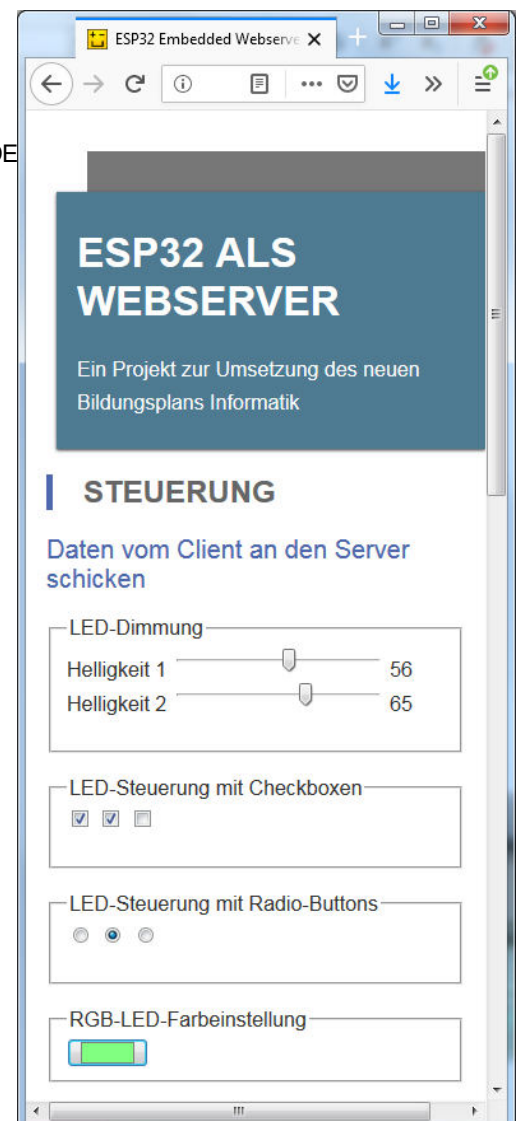 ESP32 Embedded Webserve
DE
ESP32 ALS
WEBSERVER
Ein Projekt zur Umsetzung des neuen
Bildungsplans Informatik
STEUERUNG
Daten vom Client an den Server
schicken
LED-Dimmung
Helligkeit 1 56
Helligkeit 2 65
LED-Steuerung mit Checkboxen
LED-Steuerung mit Radio-Buttons
RGB-LED-Farbeinstellung